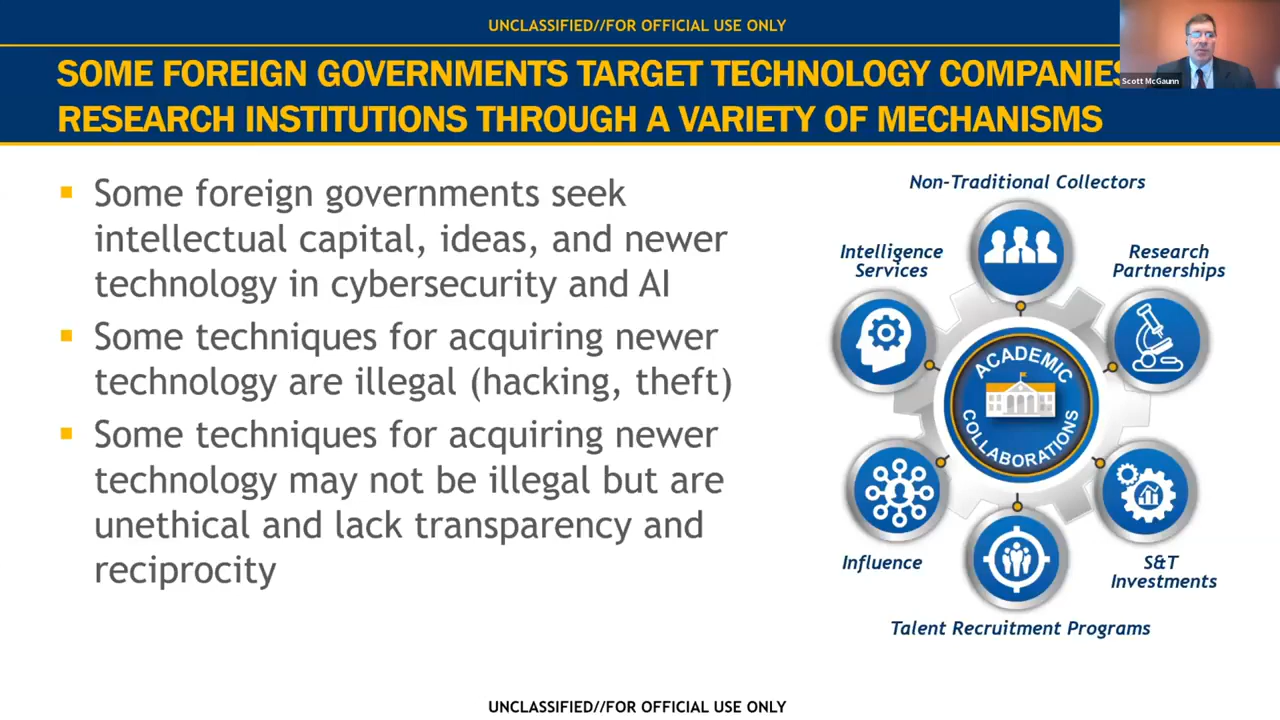 UNCLASSIFIED//FOR OFFICIAL USE ONLY
SOME FOREIGN GOVERNMENTS TARGET TECHNOLOGY COMPANIES
RESEARCH INSTITUTIONS THROUGH A VARIETY OF MECHANISMS
Scott McGaunn
Some foreign governments seek
intellectual capital, ideas, and newer
technology in cybersecurity and AI
Some techniques for acquiring newer
technology are illegal (hacking, theft)
Some techniques for acquiring newer
technology may not be illegal but are
unethical and lack transparency and
reciprocity
Non-Traditional Collectors
Intelligence
Services
Research
Partnerships
ACADEMIC
COLLABORATIONS
Influence
S&T
Investments
Talent Recruitment Programs
UNCLASSIFIED//FOR OFFICIAL USE ONLY